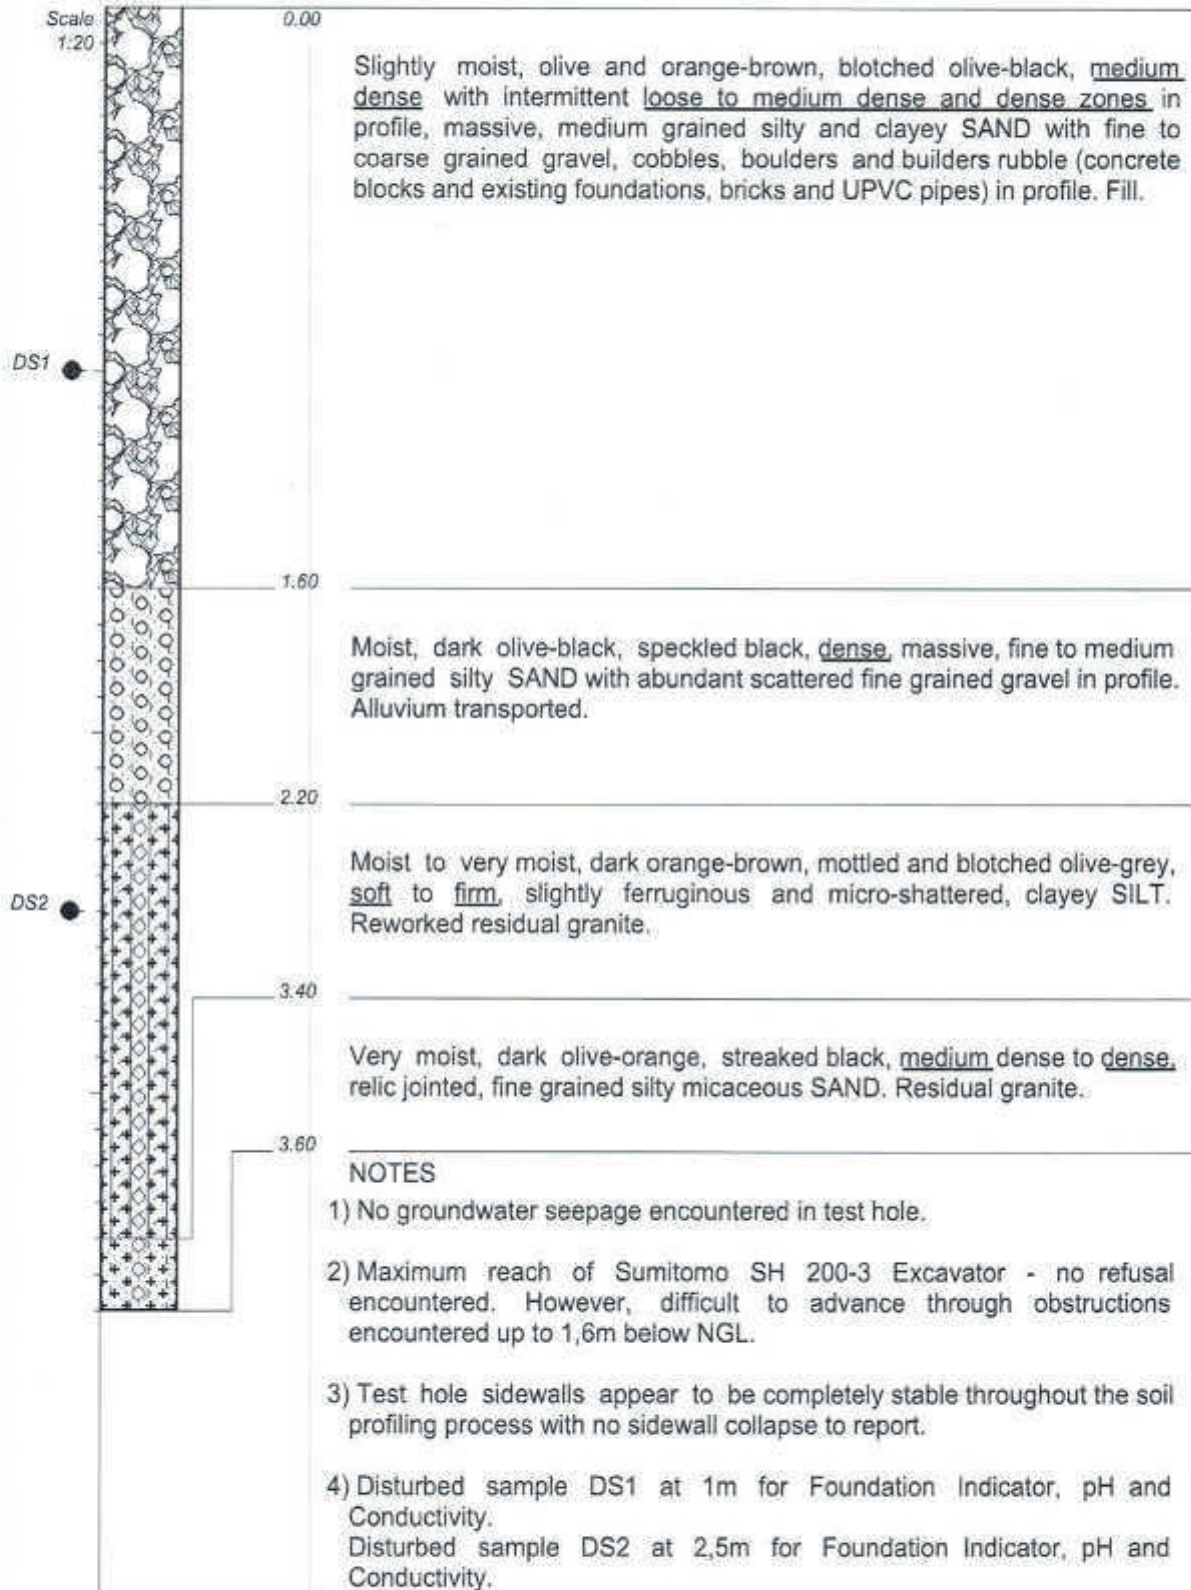 Scale
1:20
0.00
Slightly moist, olive and orange-brown, blotched olive-black, medium
dense with intermittent loose to medium dense and dense zones in
profile, massive, medium grained silty and clayey SAND with fine to
coarse grained gravel, cobbles, boulders and builders rubble (concrete
blocks and existing foundations, bricks and UPVC pipes) in profile. Fill.
DS1
1.60
Moist, dark olive-black, speckled black, dense, massive, fine to medium
grained silty SAND with abundant scattered fine grained gravel in profile.
Alluvium transported.
2.20
Moist to very moist, dark orange-brown, mottled and blotched olive-grey,
soft to firm, slightly ferruginous and micro-shattered, clayey SILT.
Reworked residual granite.
DS2
3.40
Very moist, dark olive-orange, streaked black, medium dense to dense,
relic jointed, fine grained silty micaceous SAND. Residual granite.
3.60
NOTES
1) No groundwater seepage encountered in test hole.
2) Maximum reach of Sumitomo SH 200-3 Excavator - no refusal
encountered. However, difficult to advance through obstructions
encountered up to 1,6m below NGL.
3) Test hole sidewalls appear to be completely stable throughout the soil
profiling process with no sidewall collapse to report.
4) Disturbed sample DS1 at 1m for Foundation Indicator, pH and
Conductivity.
Disturbed sample DS2 at 2,5m for Foundation Indicator, pH and
Conductivity.